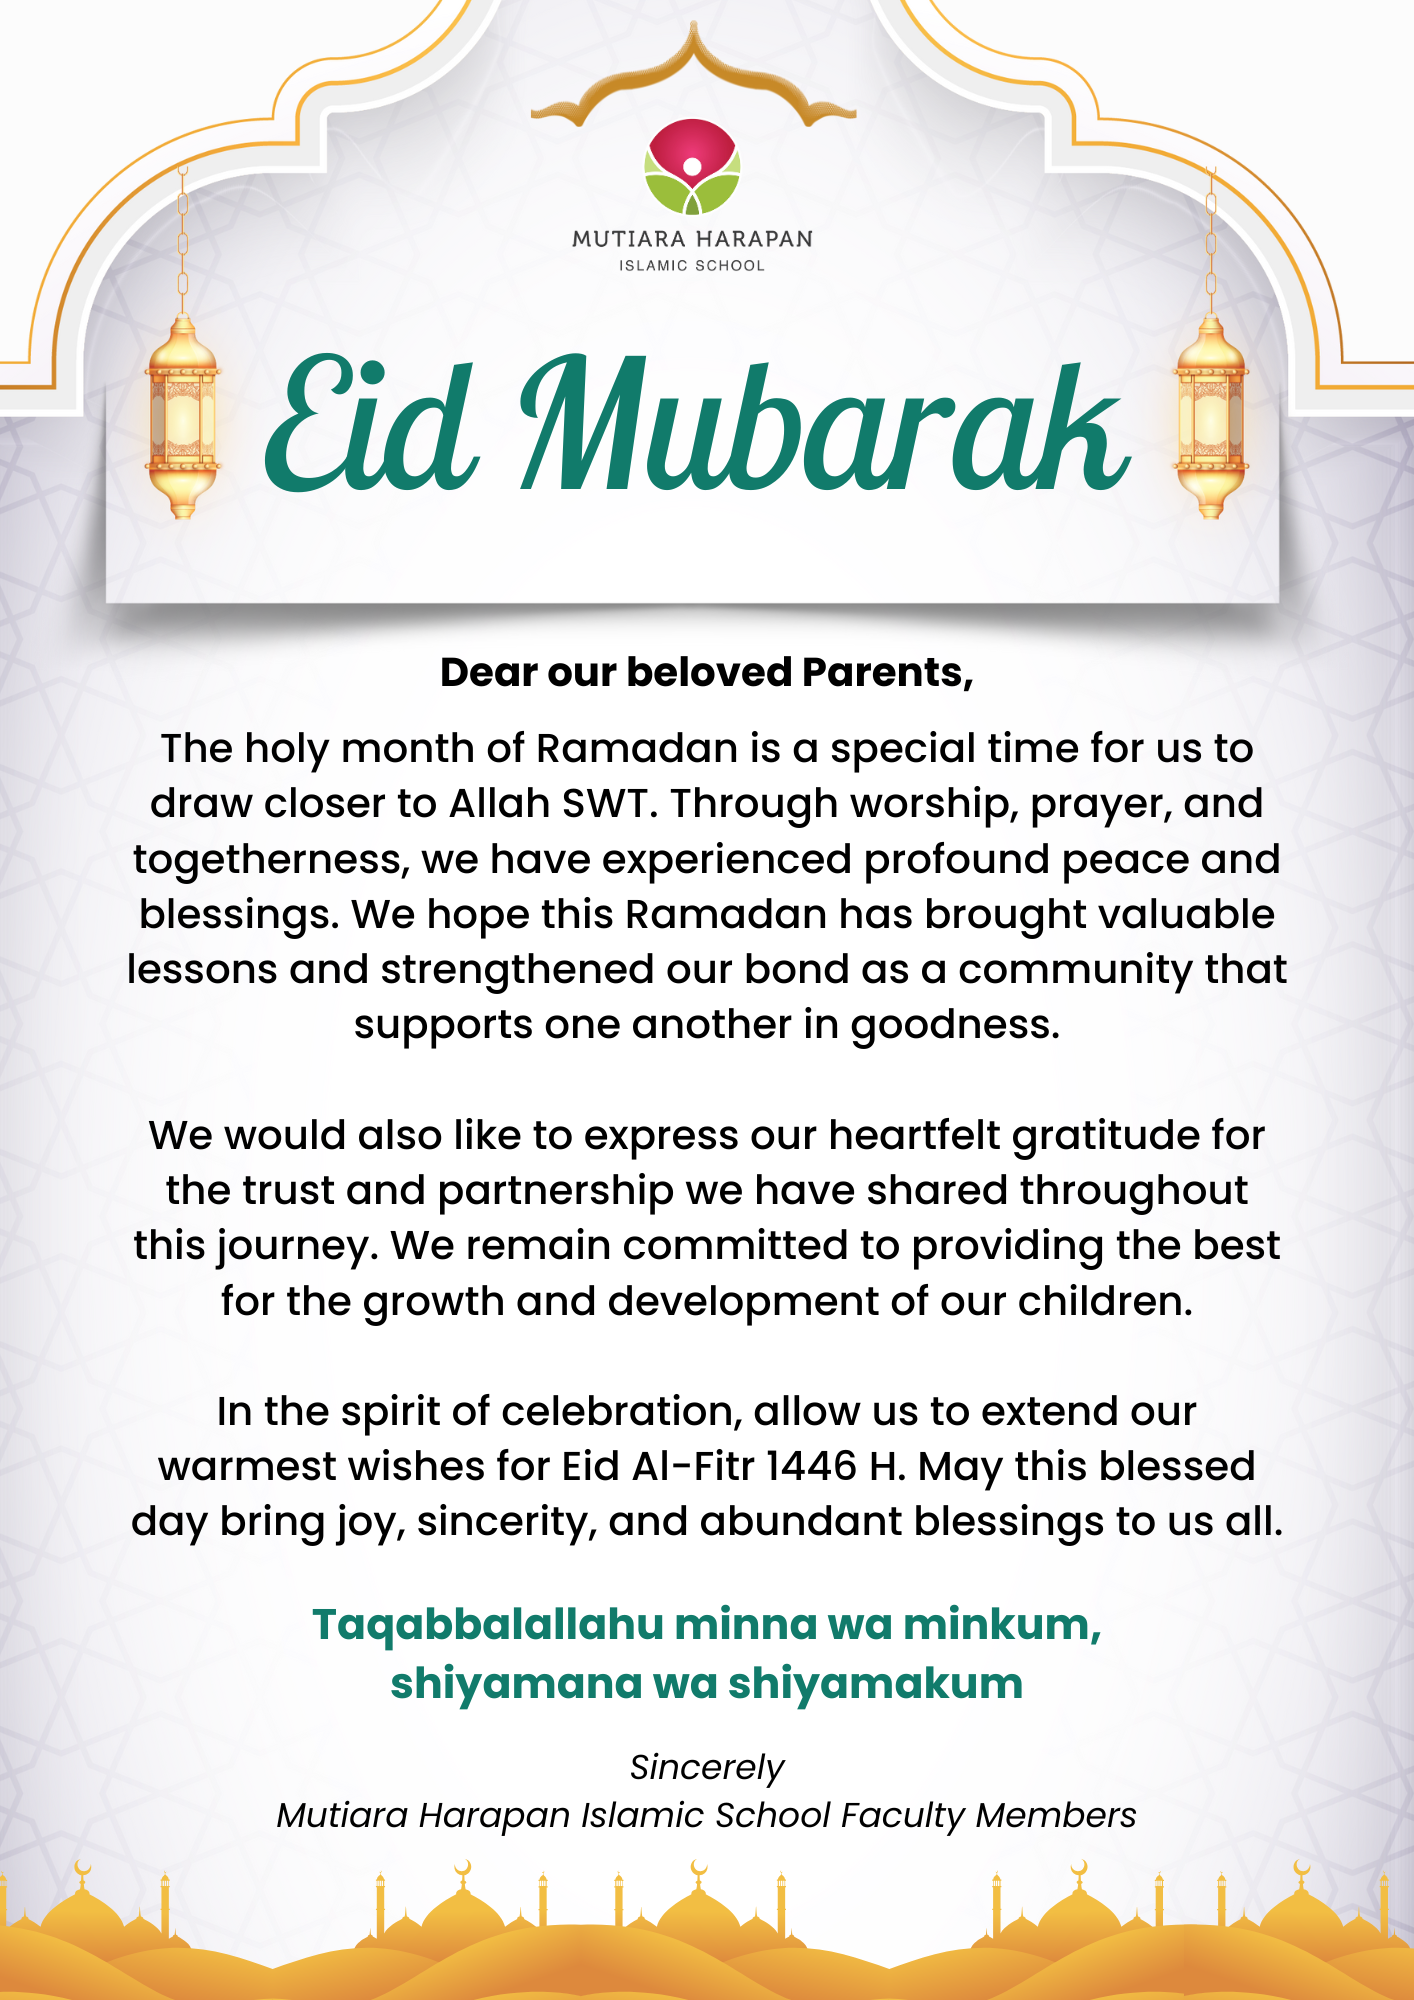 MUTIARA HARAPAN
ISLAMIC SCHOOL
Eid Mubarak
Dear our beloved Parents,
The holy month of Ramadan is a special time for us to
draw closer to Allah SWT. Through worship, prayer, and
togetherness, we have experienced profound peace and
blessings. We hope this Ramadan has brought valuable
lessons and strengthened our bond as a community that
supports one another in goodness.
We would also like to express our heartfelt gratitude for
the trust and partnership we have shared throughout
this journey. We remain committed to providing the best
for the growth and development of our children.
In the spirit of celebration, allow us to extend our
warmest wishes for Eid Al-Fitr 1446 H. May this blessed
day bring joy, sincerity, and abundant blessings to us all.
Taqabbalallahu minna wa minkum,
shiyamana wa shiyamakum
Sincerely
Mutiara Harapan Islamic School Faculty Members